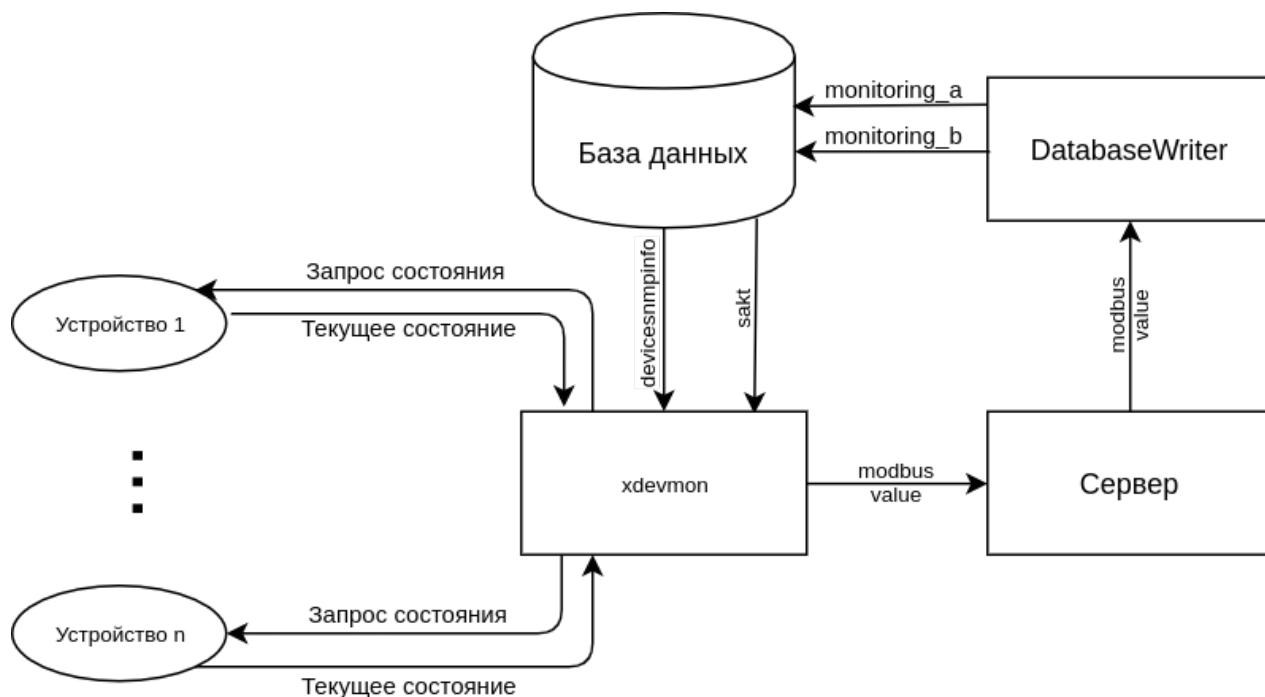 monitoring_a
monitoring_b
База данных
DatabaseWriter
Запрос состояния
Устройство 1
Текущее состояние
devicesnmpinfo
sakt
modbus
value
xdevmon
modbus
value
Сервер
Запрос состояния
Устройство n
Текущее состояние